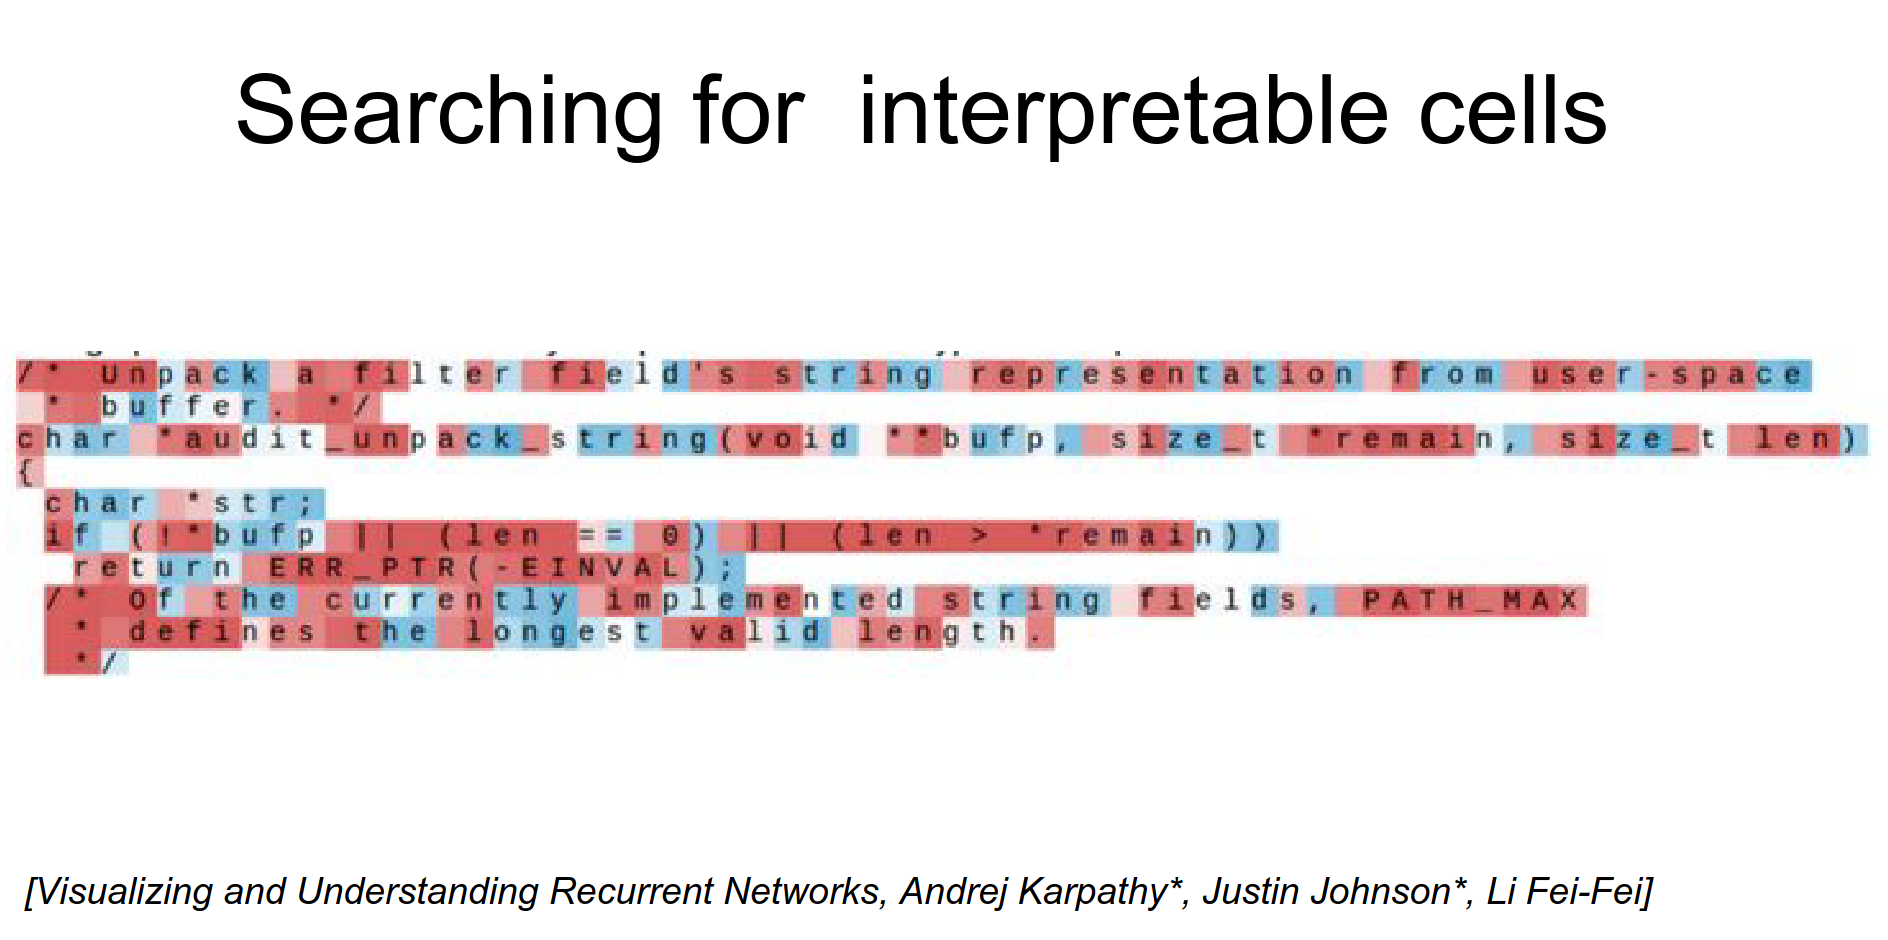 Searching for  interpretable cells
/* Unpack a filter field's string representation from user-space
 * buffer. */
char *audit_unpack_string(void **bufp, size_t *remain, size_t len)
{
 char *str;
 if (!*bufp || (len == 0) || (len > *remain))
  return ERR_PTR(-EINVAL);
 /* Of the currently implemented string fields, PATH_MAX
  * defines the longest valid length.
  */
[Visualizing and Understanding Recurrent Networks, Andrej Karpathy*, Justin Johnson*, Li Fei-Fei]